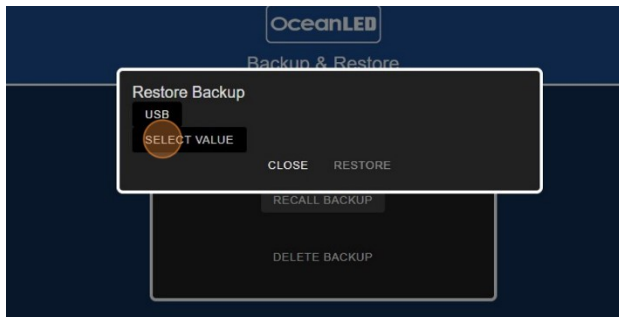 OceanLED
Backup & Restore
Restore Backup
USB
SELECT VALUE
CLOSE RESTORE
RECALL BACKUP
DELETE BACKUP